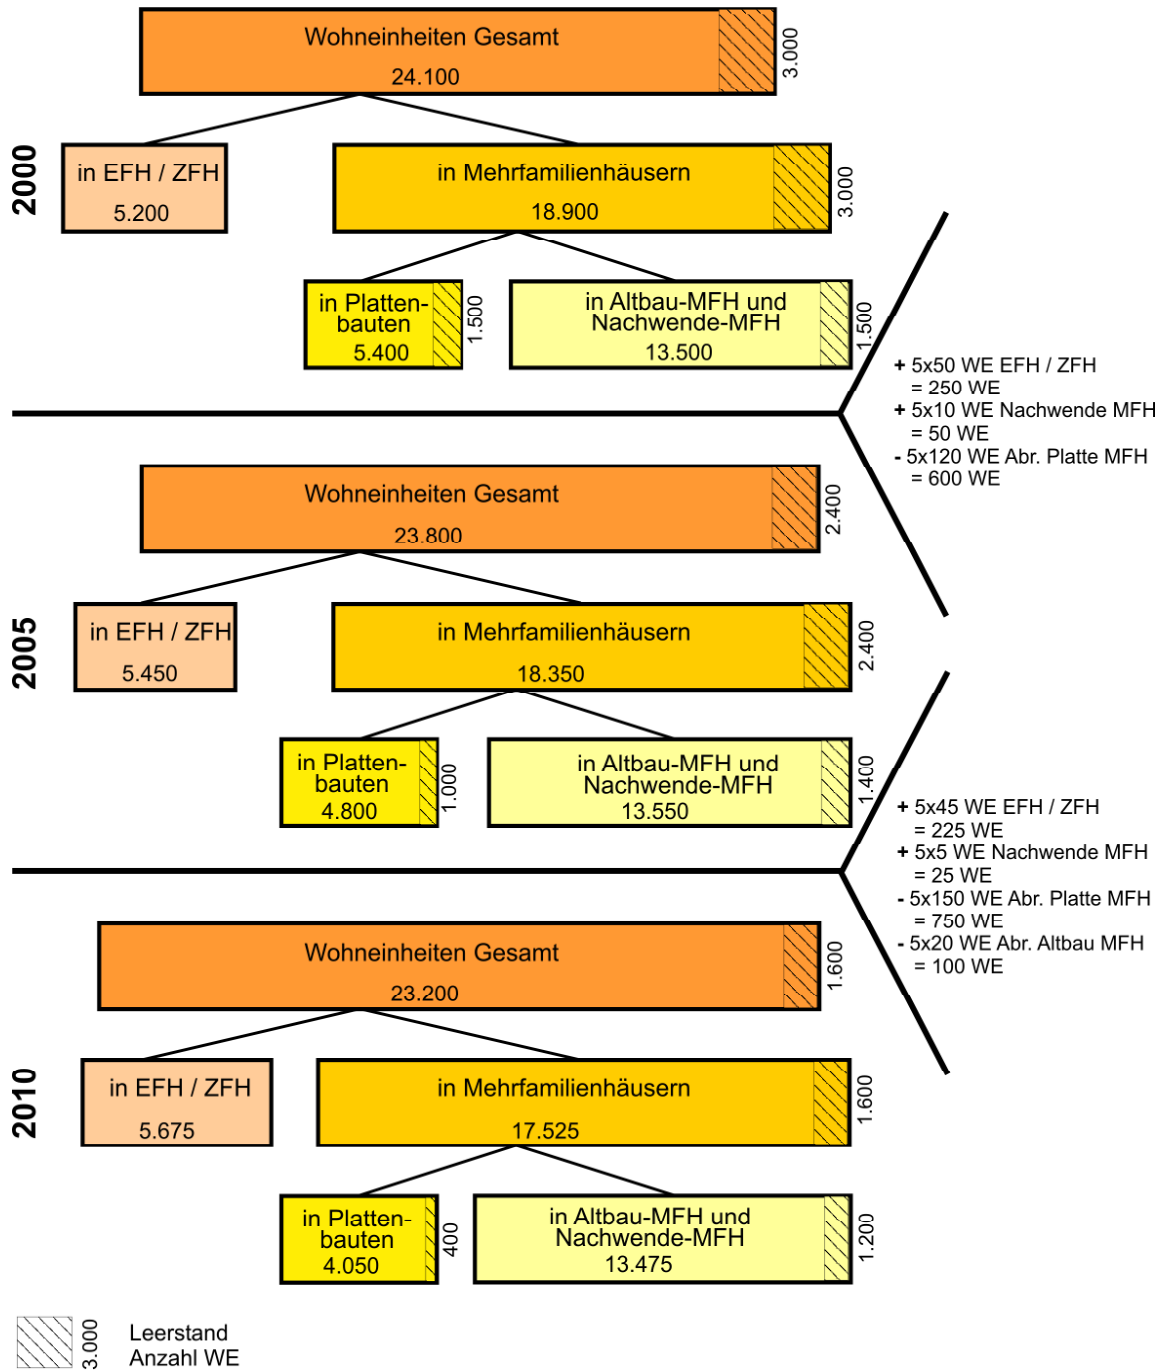 Wohneinheiten Gesamt
24.100
3.000
2000
in EFH / ZFH
5.200
in Mehrfamilienhäusern
18.900
3.000
in Platten-
bauten
5.400
1.500
in Altbau-MFH und
Nachwende-MFH
13.500
1.500
+ 5x50 WE EFH / ZFH
= 250 WE
+ 5x10 WE Nachwende MFH
= 50 WE
- 5x120 WE Abr. Platte MFH
= 600 WE
Wohneinheiten Gesamt
23.800
2.400
2005
in EFH / ZFH
5.450
in Mehrfamilienhäusern
18.350
2.400
in Platten-
bauten
4.800
1.000
in Altbau-MFH und
Nachwende-MFH
13.550
1.400
+ 5x45 WE EFH / ZFH
= 225 WE
+ 5x5 WE Nachwende MFH
= 25 WE
- 5x150 WE Abr. Platte MFH
= 750 WE
- 5x20 WE Abr. Altbau MFH
= 100 WE
Wohneinheiten Gesamt
23.200
1.600
2010
in EFH / ZFH
5.675
in Mehrfamilienhäusern
17.525
1.600
in Platten-
bauten
4.050
400
in Altbau-MFH und
Nachwende-MFH
13.475
1.200
3.000
Leerstand
Anzahl WE